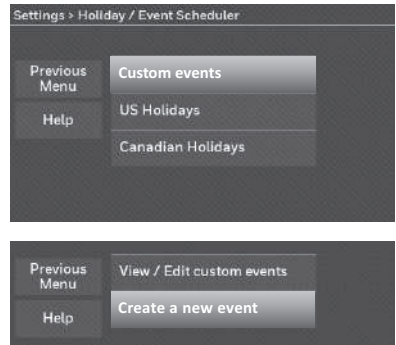 Settings > Holiday / Event Scheduler
Previous
Menu
Custom events
US Holidays
Help
Canadian Holidays
Previous
Menu
View / Edit custom events
Create a new event
Help